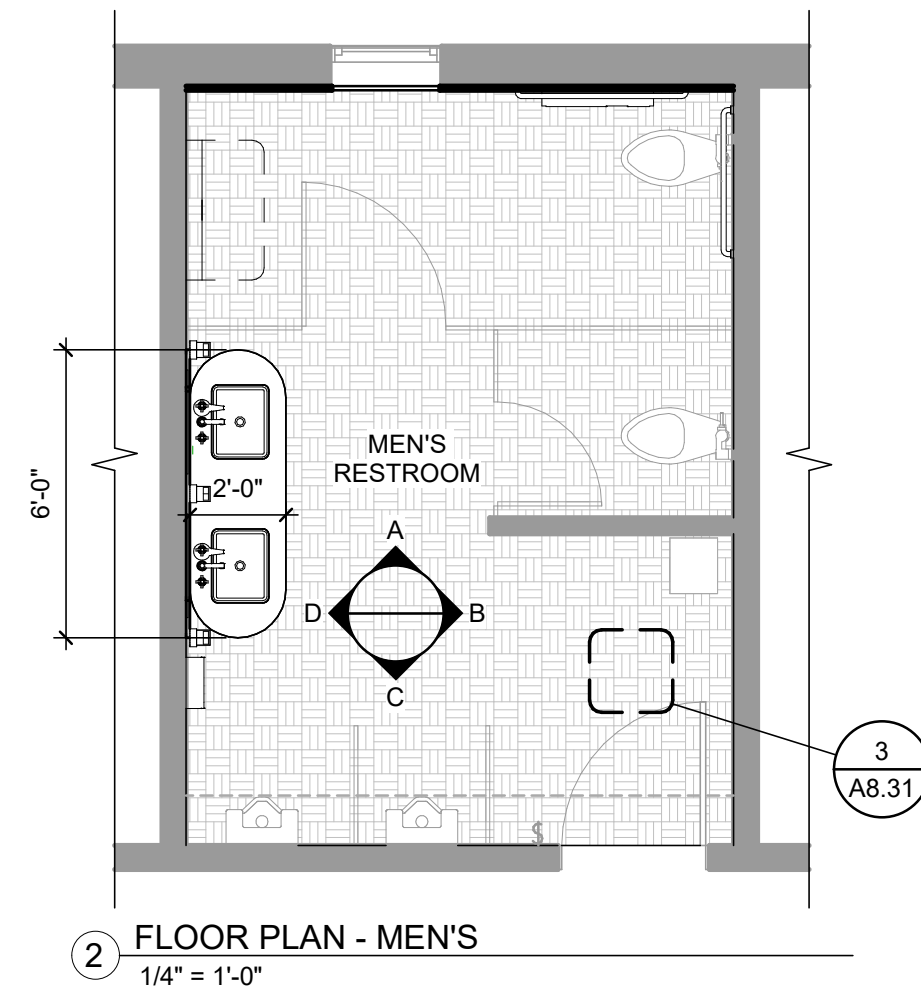 MEN'S
RESTROOM
6'-0"
2'-0"
A
D
B
C
$
3
A8.31
2
FLOOR PLAN - MEN'S
1/4" = 1'-0"